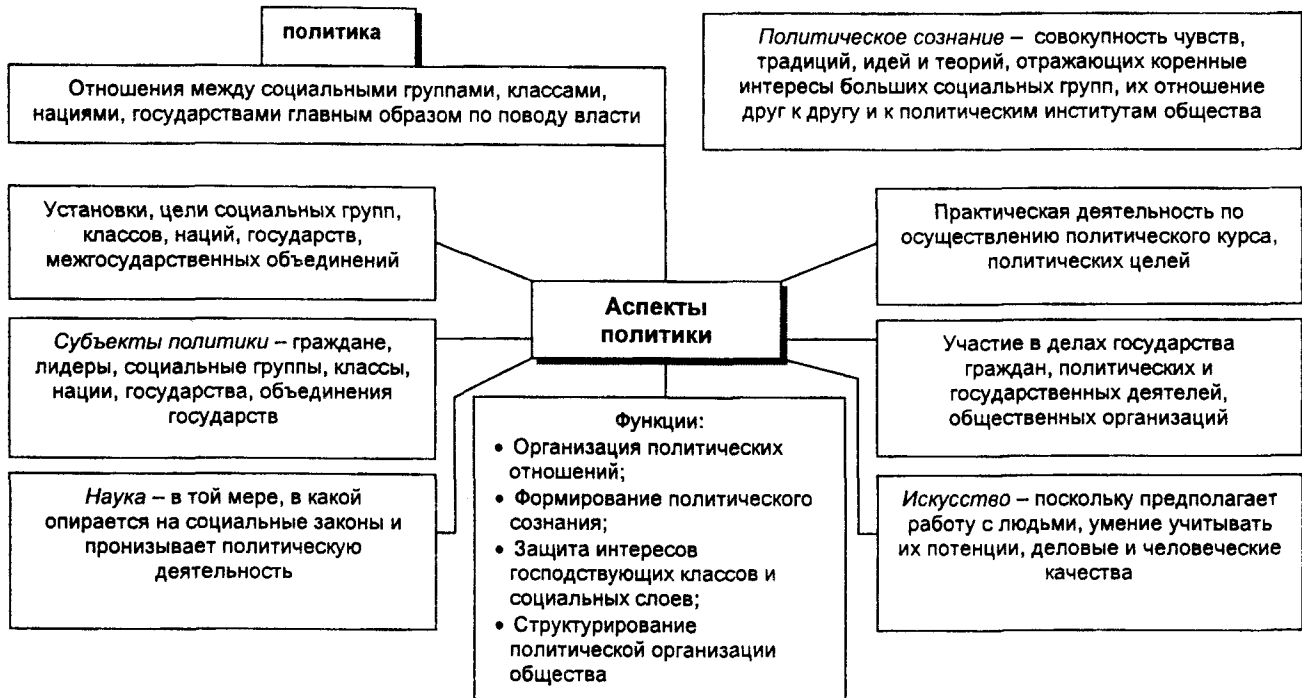 политика
Отношения между социальными группами, классами,
нациями, государствами главным образом по поводу власти
Политическое сознание – совокупность чувств,
традиций, идей и теорий, отражающих коренные
интересы больших социальных групп, их отношение
друг к другу и к политическим институтам общества
Установки, цели социальных групп,
классов, наций, государств,
межгосударственных объединений
Практическая деятельность по
осуществлению политического курса,
политических целей
Аспекты
политики
Субъекты политики – граждане,
лидеры, социальные группы, классы,
нации, государства, объединения
государств
Участие в делах государства
граждан, политических и
государственных деятелей,
общественных организаций
Функции:
• Организация политических
отношений;
• Формирование политического
сознания;
• Защита интересов
господствующих классов и
социальных слоев;
• Структурирование
политической организации
общества
Наука – в той мере, в какой
опирается на социальные законы и
пронизывает политическую
деятельность
Искусство – поскольку предполагает
работу с людьми, умение учитывать
их потенции, деловые и человеческие
качества